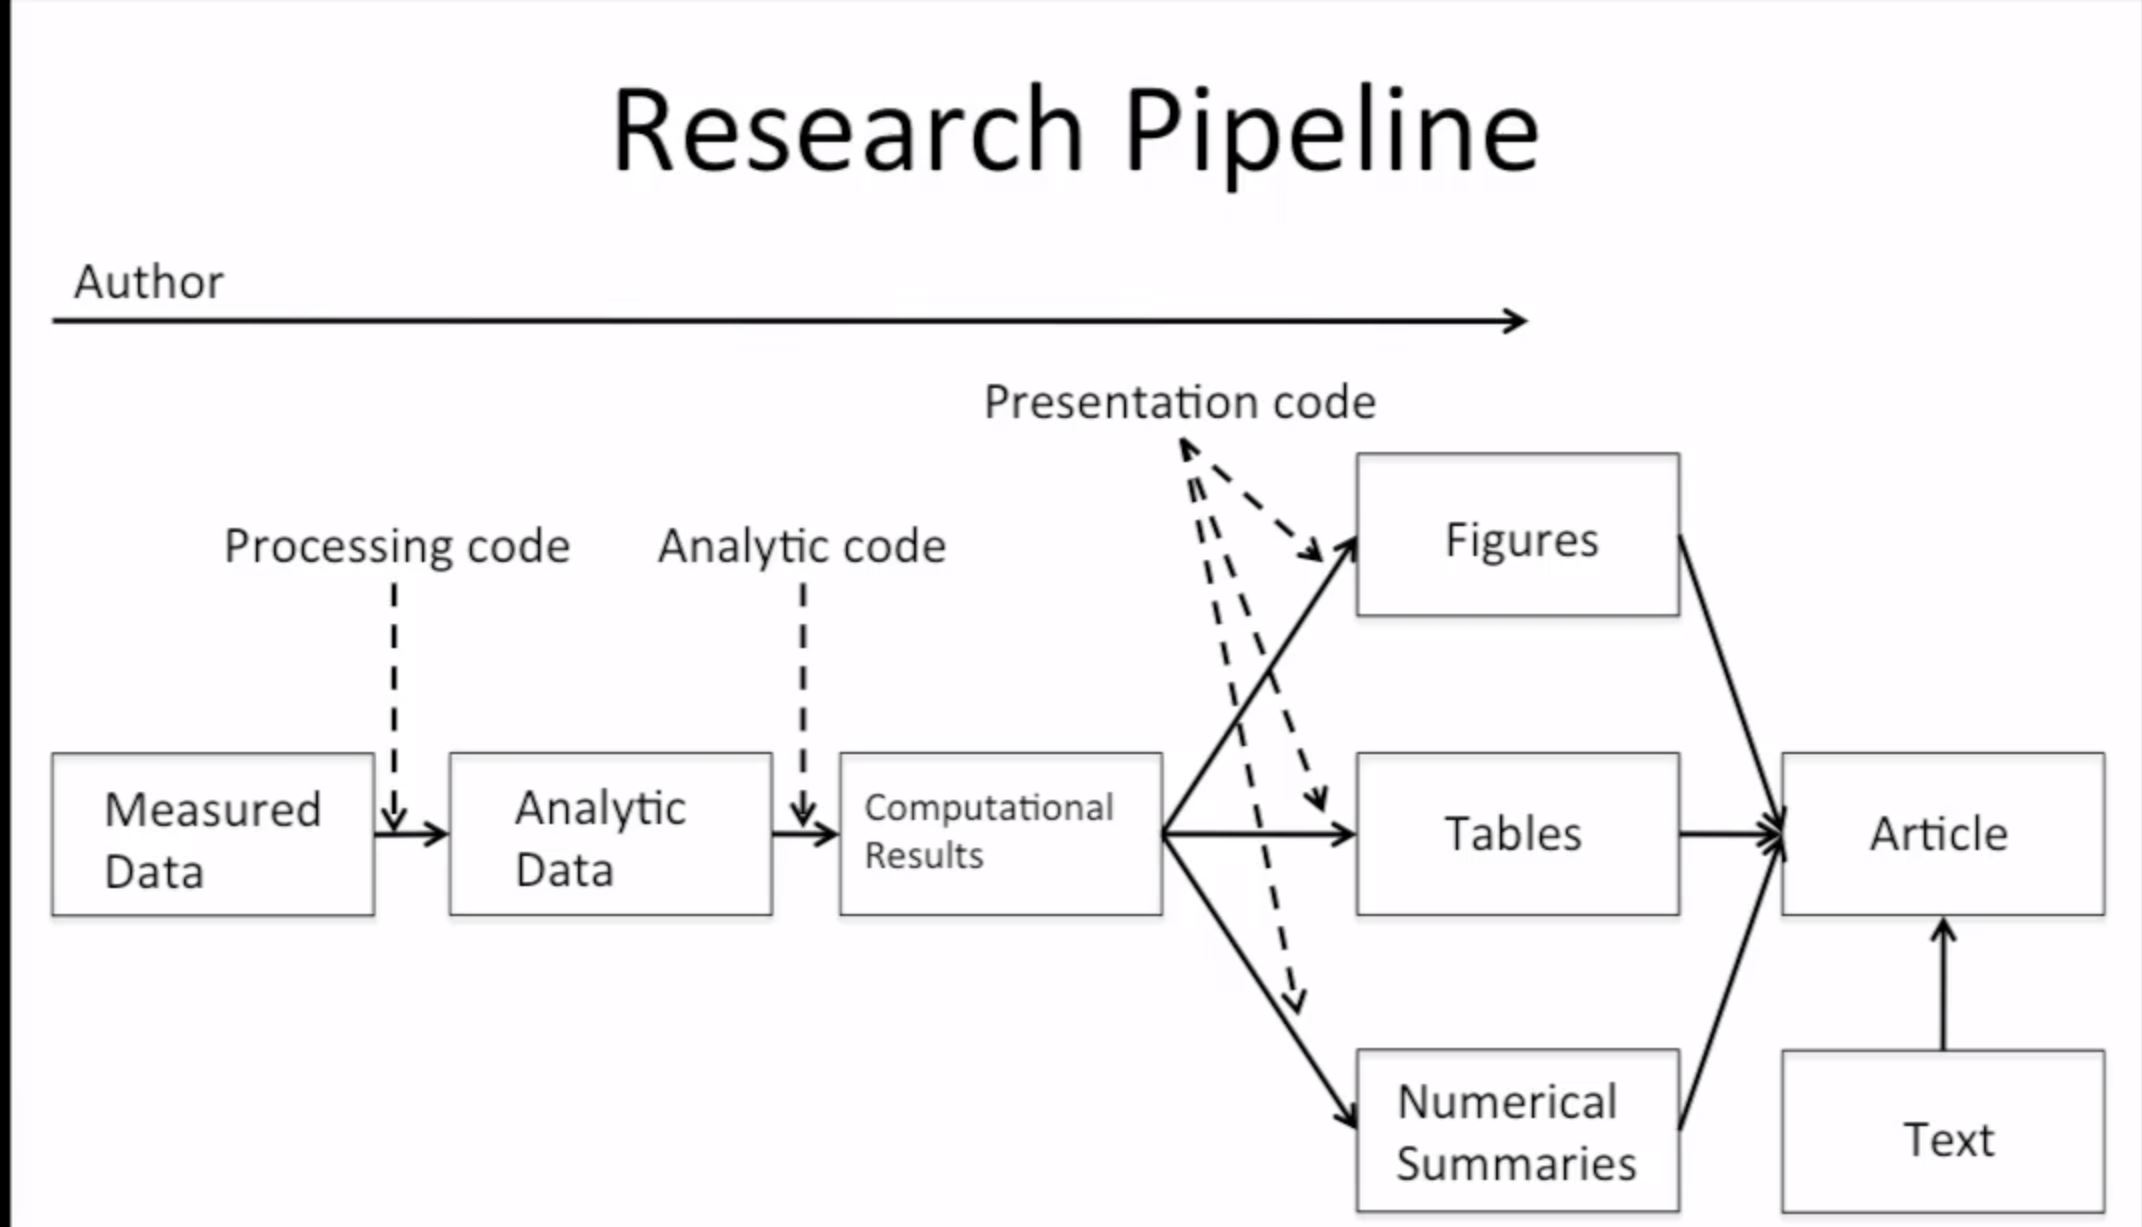 Research Pipeline
Author
Presentation code
Processing code
Analytic code
Figures
Measured
Data
Analytic
Data
Computational
Results
Tables
Article
Numerical
Summaries
Text